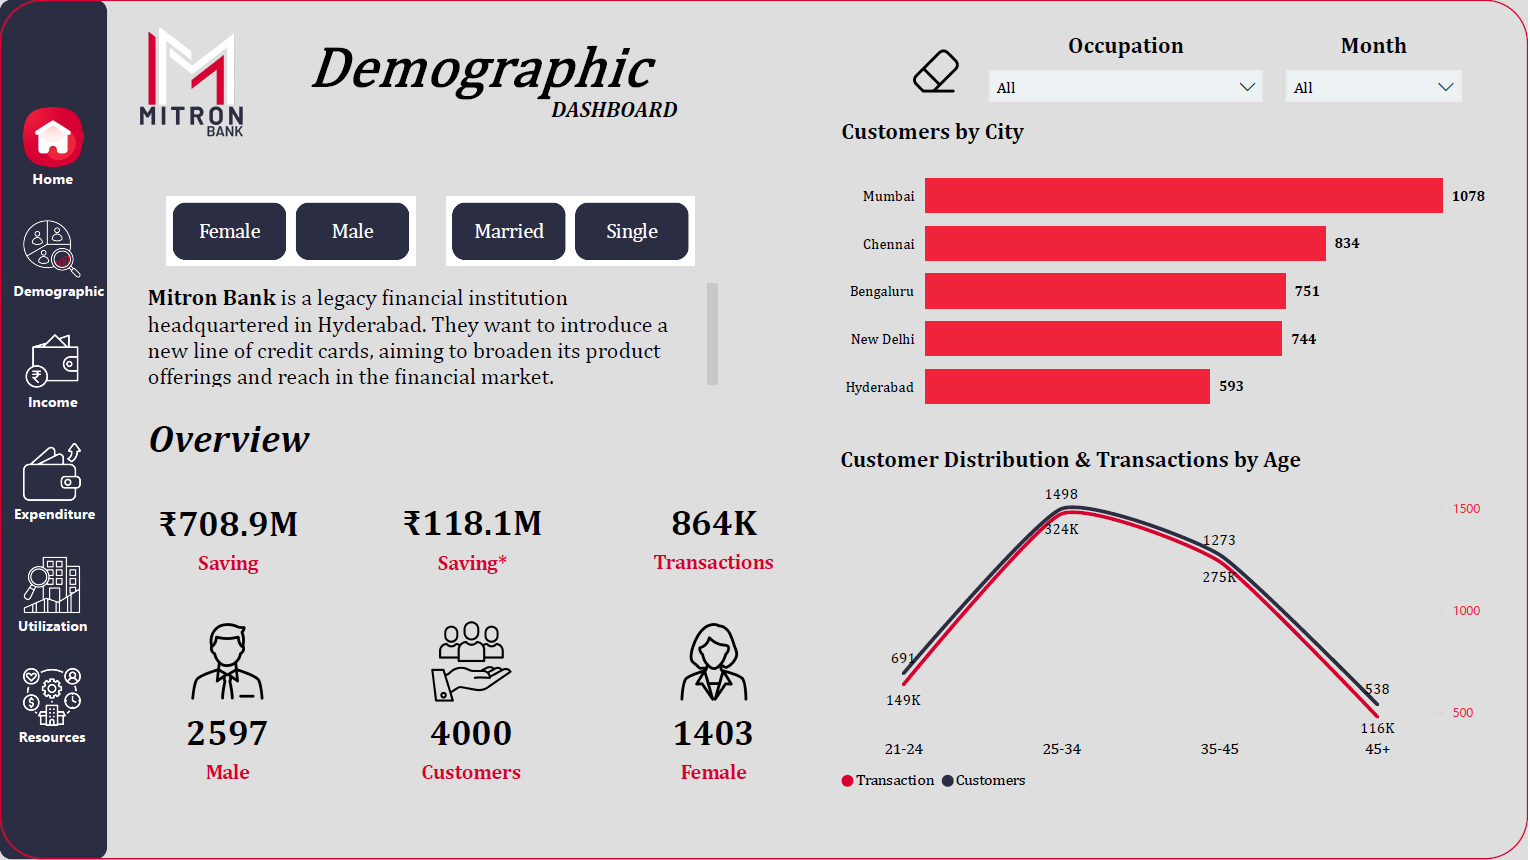 MITRON
BANK
Demographic
DASHBOARD
Occupation
Month
All
All
Home
Demographic
Income
Expenditure
Utilization
Resources
Female
Male
Married
Single
Mitron Bank is a legacy financial institution
headquartered in Hyderabad. They want to introduce a
new line of credit cards, aiming to broaden its product
offerings and reach in the financial market.
Overview
₹708.9M
Saving
₹118.1M
Saving*
864K
Transactions
2597
Male
4000
Customers
1403
Female
Customers by City
Mumbai 1078
Chennai 834
Bengaluru 751
New Delhi 744
Hyderabad 593
Customer Distribution & Transactions by Age
1498
1500
324K
1273
275K
1000
691
149K
538
500
116K
21-24 25-34 35-45 45+
Transaction Customers